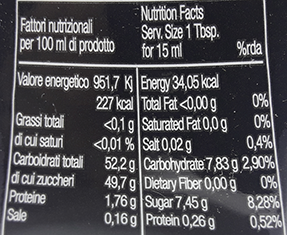 Fattori nutrizionali
per 100 ml di prodotto
Valore energetico 951,7 Kj
227 kcal
Grassi totali <0,1 g
di cui saturi <0,01 %
Carboidrati totali 52,2 g
di cui zuccheri 49,7 g
Proteine 1,76 g
Sale 0,16 g
Nutrition Facts
Serv. Size 1 Tbsp.
for 15 ml %rda
Energy 34,05 kcal
Total Fat <0,00 g 0%
Saturated Fat 0,0 g 0%
Salt 0,02 g 0,4%
Carbohydrate 7,83 g 2,90%
Dietary Fiber 0,00 g 0%
Sugar 7,45 g 8,28%
Protein 0,26 g 0,52%